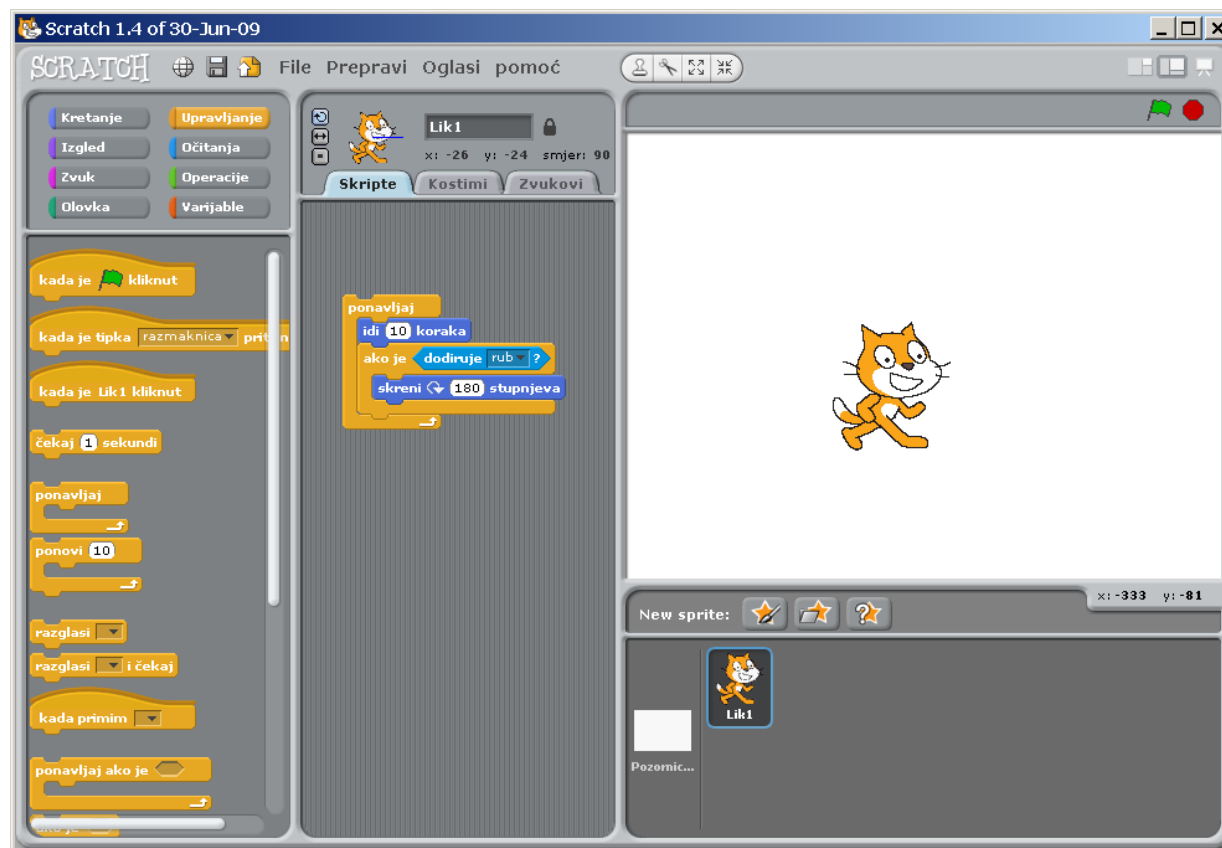 Scratch 1.4 of 30-Jun-09
SCRATCH File Prepravi Oglasi pomoć
Kretanje Upravljanje
Izgled Očitanja
Zvuk Operacije
Olovka Varijable
kada je kliknut
kada je tipka razmaknica
kada je Lik1 kliknut
čekaj 1 sekundi
ponavljaj
ponovi 10
razglasi
razglasi i čekaj
kada primim
ponavljaj ako je
ako je
Lik1
x: -26 y: -24 smjer: 90
Skripte Kostimi Zvukovi
ponavljaj
idi 10 koraka
ako je dodiruje rub ?
skreni 180 stupnjeva
x: -333 y: -81
New sprite:
Lik1
Pozornic...